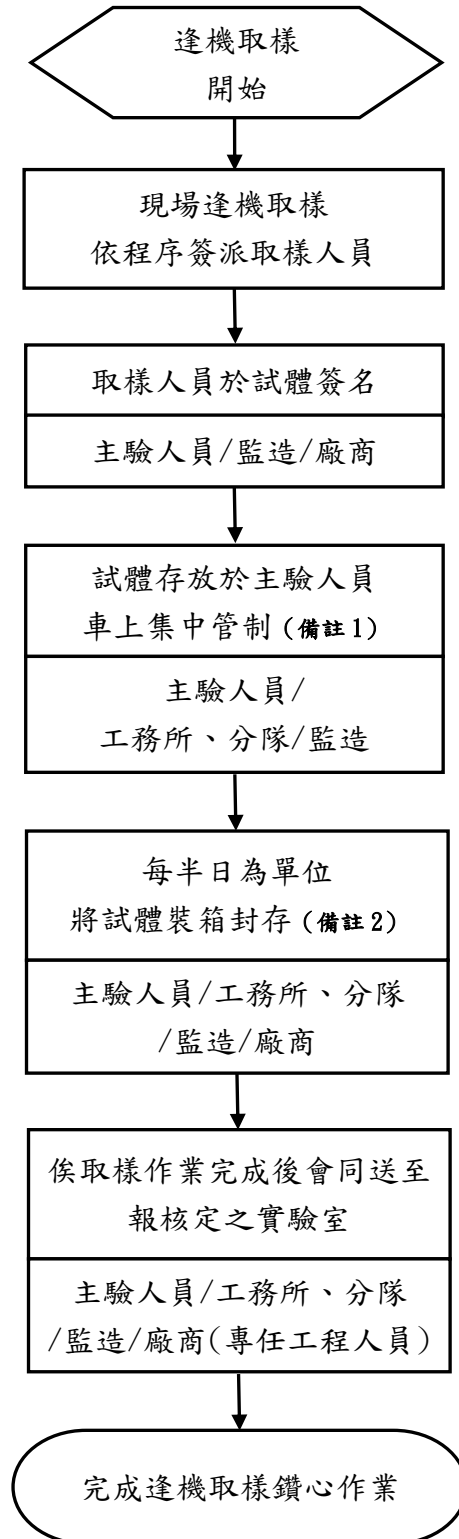 逢機取樣
開始
現場逢機取樣
依程序簽派取樣人員
取樣人員於試體簽名
主驗人員/監造/廠商
試體存放於主驗人員
車上集中管制(備註1)
主驗人員/
工務所、分隊/監造
每半日為單位
將試體裝箱封存(備註2)
主驗人員/工務所、分隊
/監造/廠商
俟取樣作業完成後會同送至
報核定之實驗室
主驗人員/工務所、分隊
/監造/廠商(專任工程人員)
完成逢機取樣鑽心作業